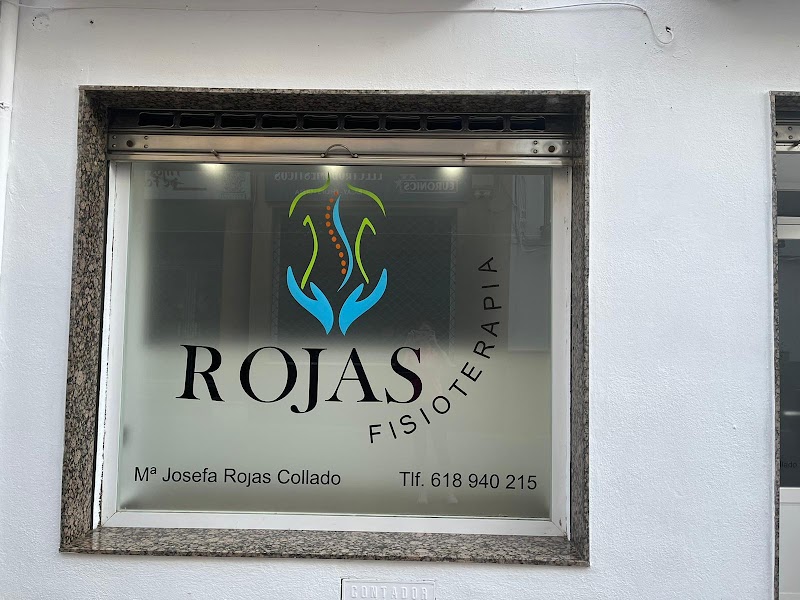 ROJAS
FISIOTERAPIA
Mª Josefa Rojas Collado
Tlf. 618 940 215
CONTADOR